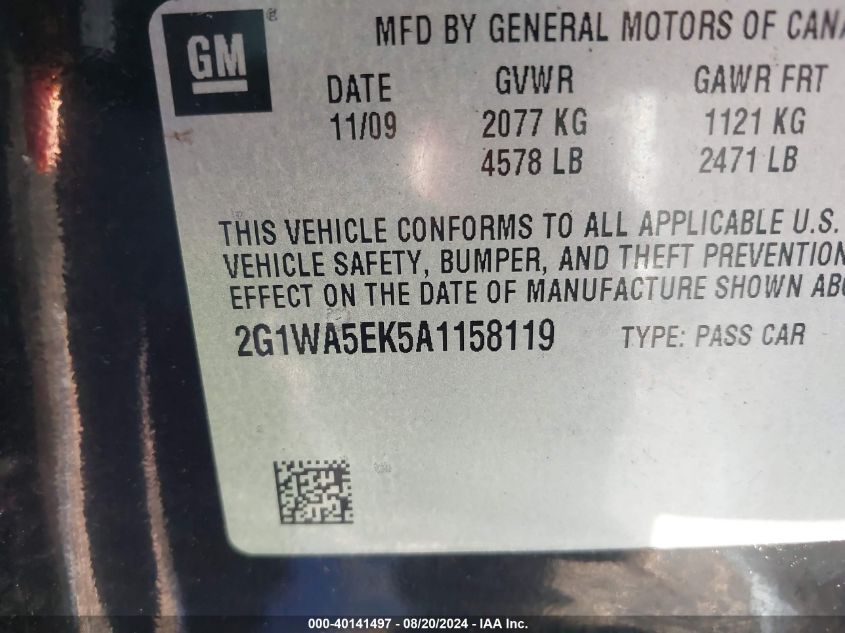 GM
MFD BY GENERAL MOTORS OF CANA
DATE GVWR GAWR FRT
11/09 2077 KG 1121 KG
4578 LB 2471 LB
THIS VEHICLE CONFORMS TO ALL APPLICABLE U.S.
VEHICLE SAFETY, BUMPER, AND THEFT PREVENTION
EFFECT ON THE DATE OF MANUFACTURE SHOWN ABO
2G1WA5EK5A1158119 TYPE: PASS CAR
000-40141497 - 08/20/2024 - IAA Inc.